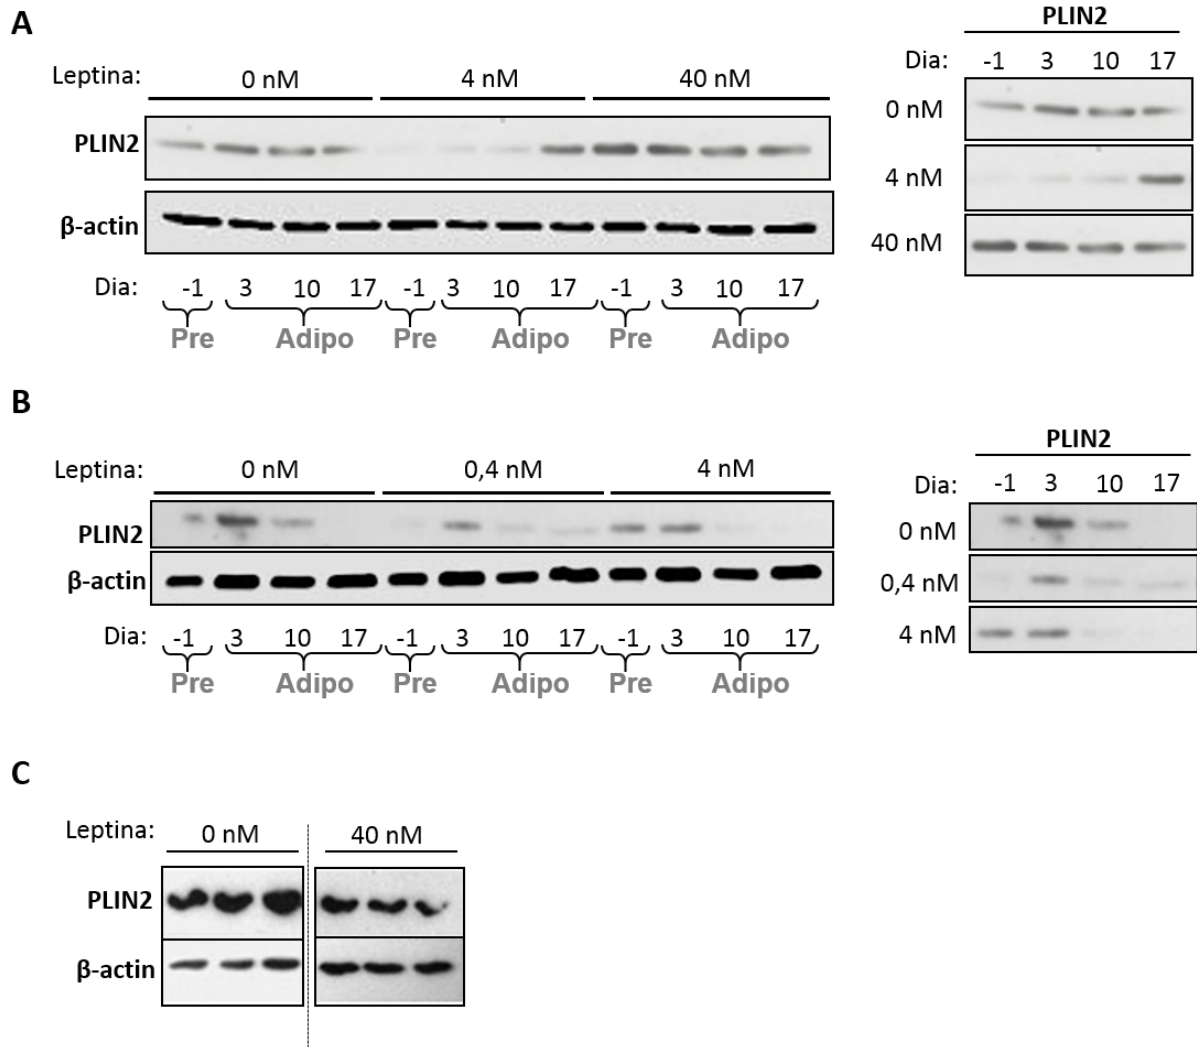 A
PLIN2
Leptina: 0 nM 4 nM 40 nM
Dia: -1 3 10 17
PLIN2
0 nM
4 nM
β-actin
40 nM
Dia: -1 3 10 17 -1 3 10 17 -1 3 10 17
Pre Adipo Pre Adipo Pre Adipo
B
PLIN2
Leptina: 0 nM 0,4 nM 4 nM
Dia: -1 3 10 17
PLIN2
0 nM
β-actin
0,4 nM
4 nM
Dia: -1 3 10 17 -1 3 10 17 -1 3 10 17
Pre Adipo Pre Adipo Pre Adipo
C
Leptina: 0 nM 40 nM
PLIN2
β-actin